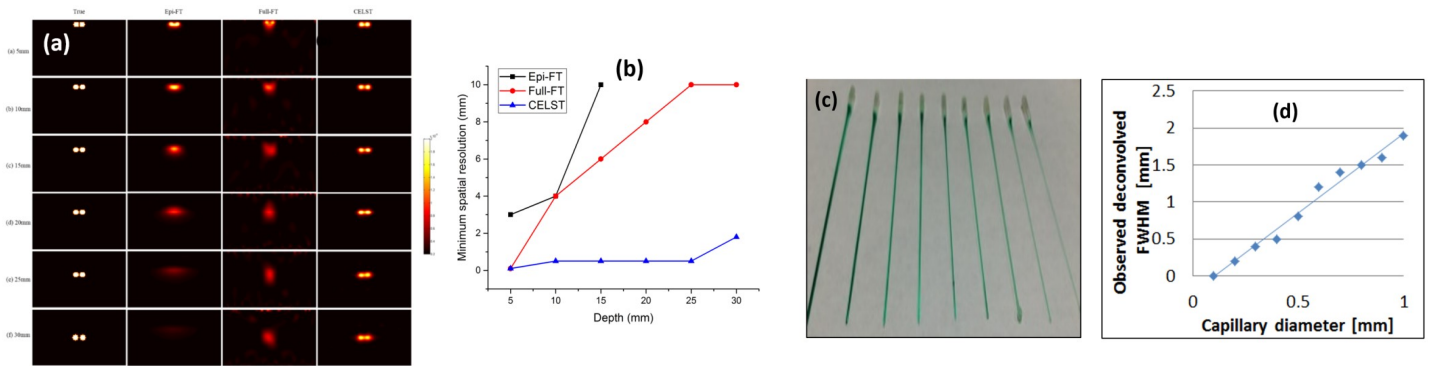 True Epi-FT Full-FT CELST
(a)
(a) 5mm
(b) 10mm
(c) 15mm
(d) 20mm
(e) 25mm
(f) 30mm
(b)
Epi-FT
Full-FT
CELST
Minimum spatial resolution (mm)
10
8
6
4
2
0
5 10 15 20 25 30
Depth (mm)
(c)
(d)
Observed deconvolved
FWHM [mm]
2.5
2
1.5
1
0.5
0
0 0.5 1
Capillary diameter [mm]